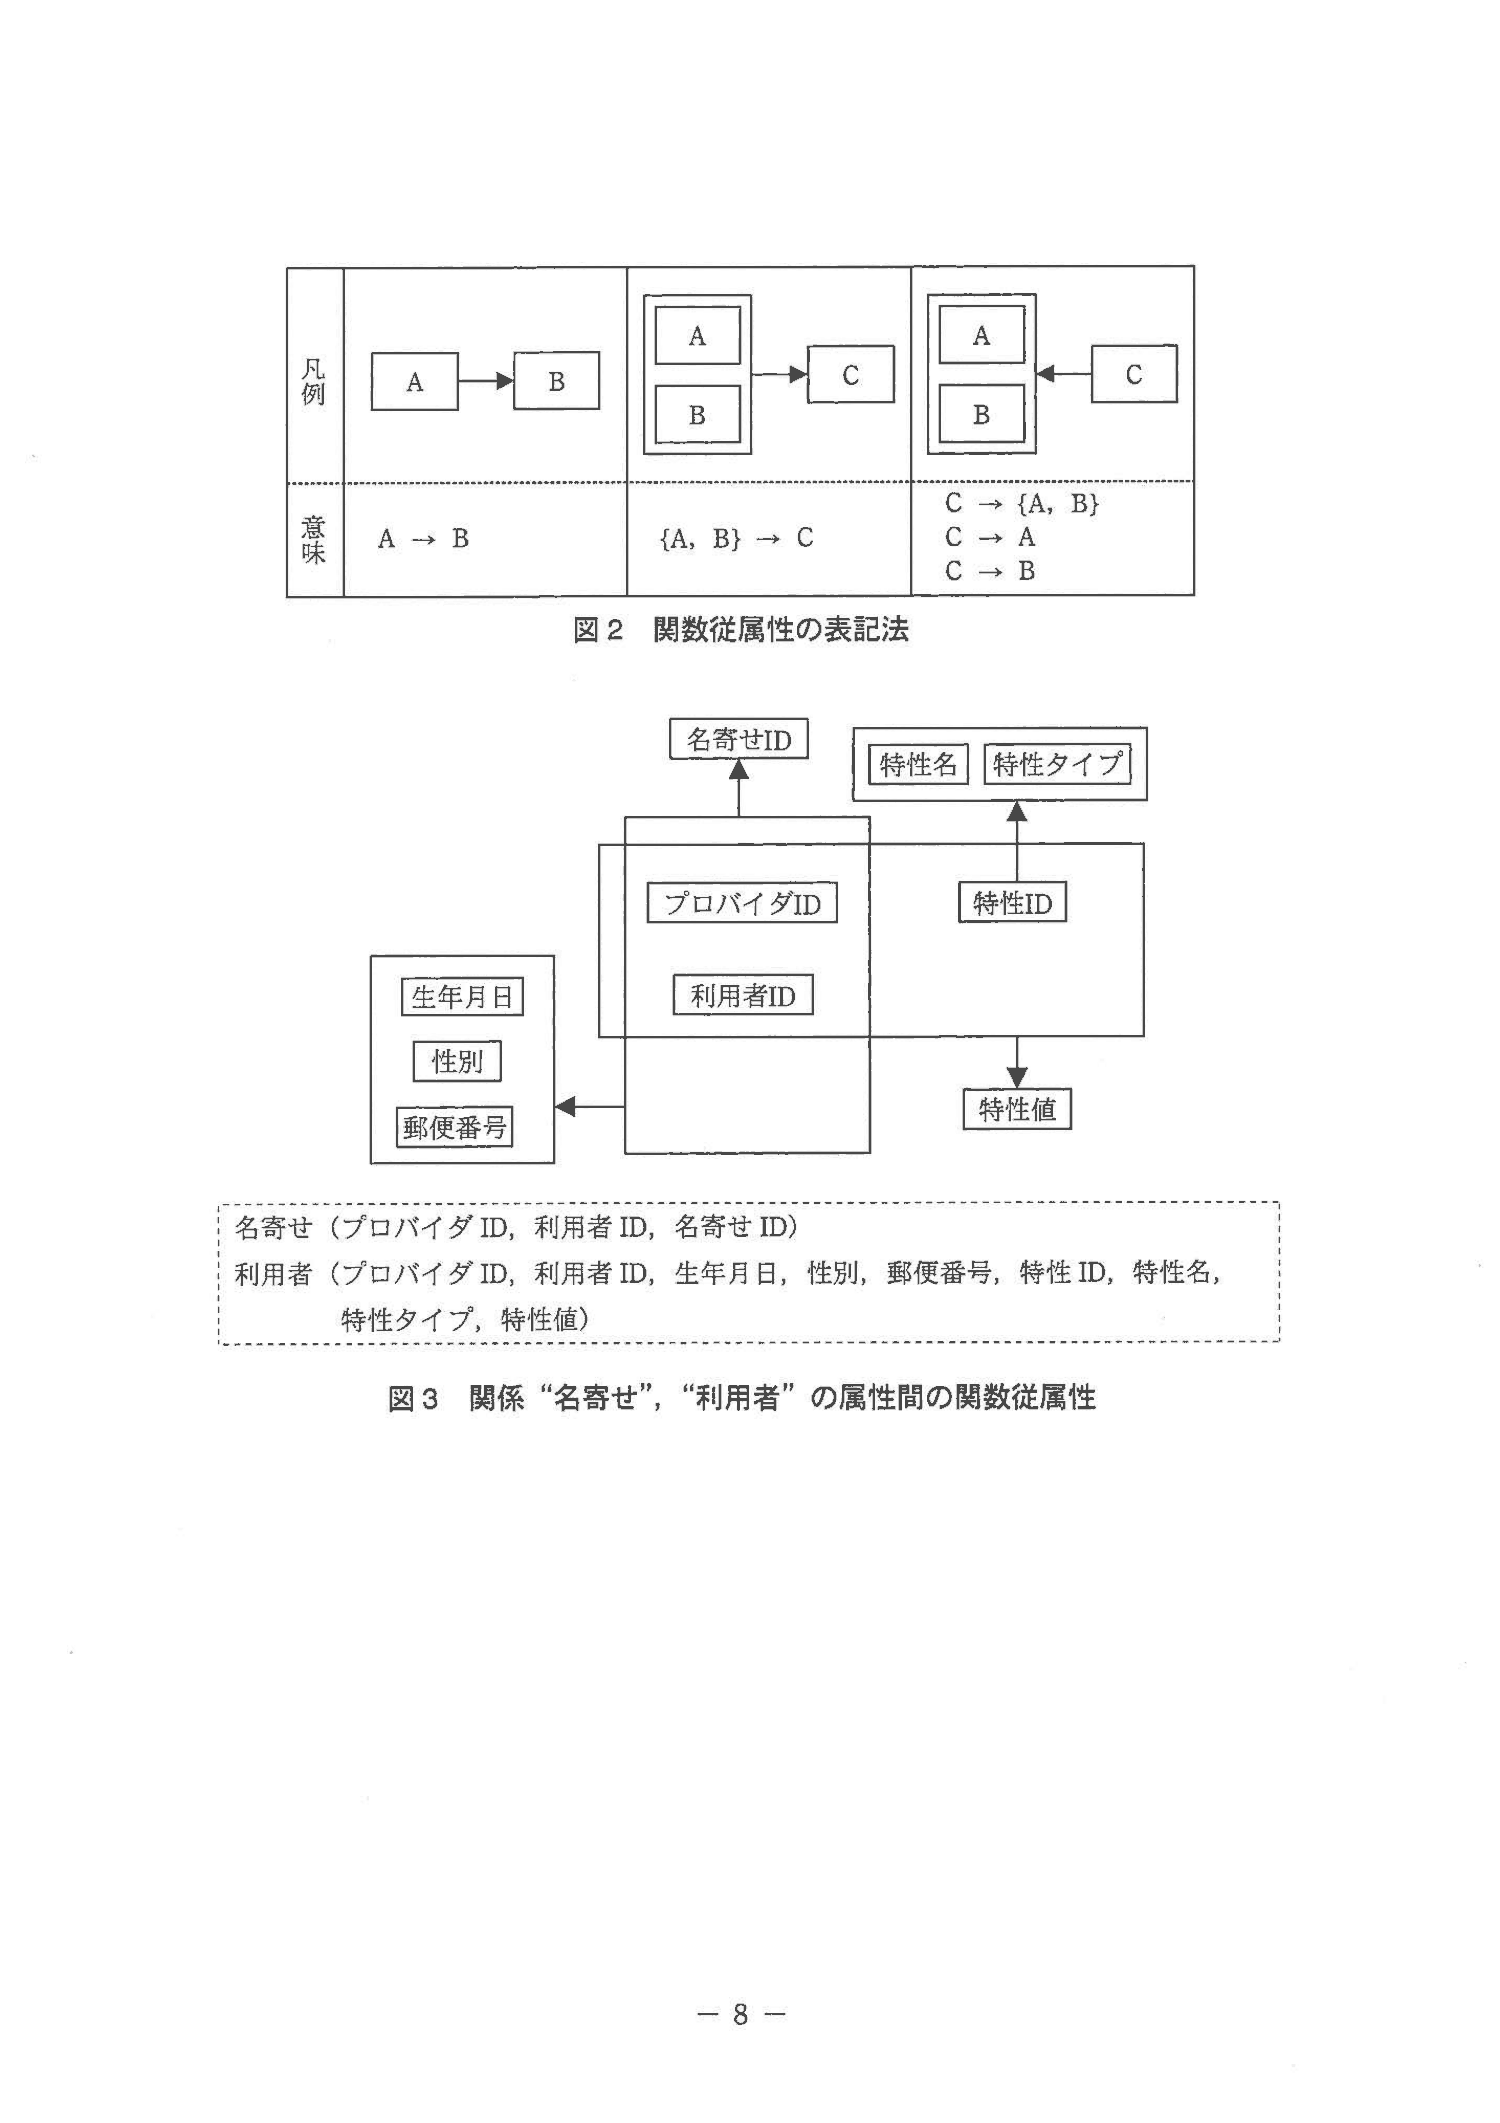 凡例
A
B
A
B
C
A
B
C
意味
A → B
{A, B} → C
C → {A, B}
C → A
C → B
図2 関数従属性の表記法
名寄せID
特性名
特性タイプ
プロバイダID
特性ID
利用者ID
生年月日
性別
郵便番号
特性値
名寄せ（プロバイダ ID, 利用者 ID, 名寄せ ID）
利用者（プロバイダ ID, 利用者 ID, 生年月日, 性別, 郵便番号, 特性 ID, 特性名,
特性タイプ, 特性値）
図3 関係“名寄せ”,“利用者”の属性間の関数従属性
－ 8 －